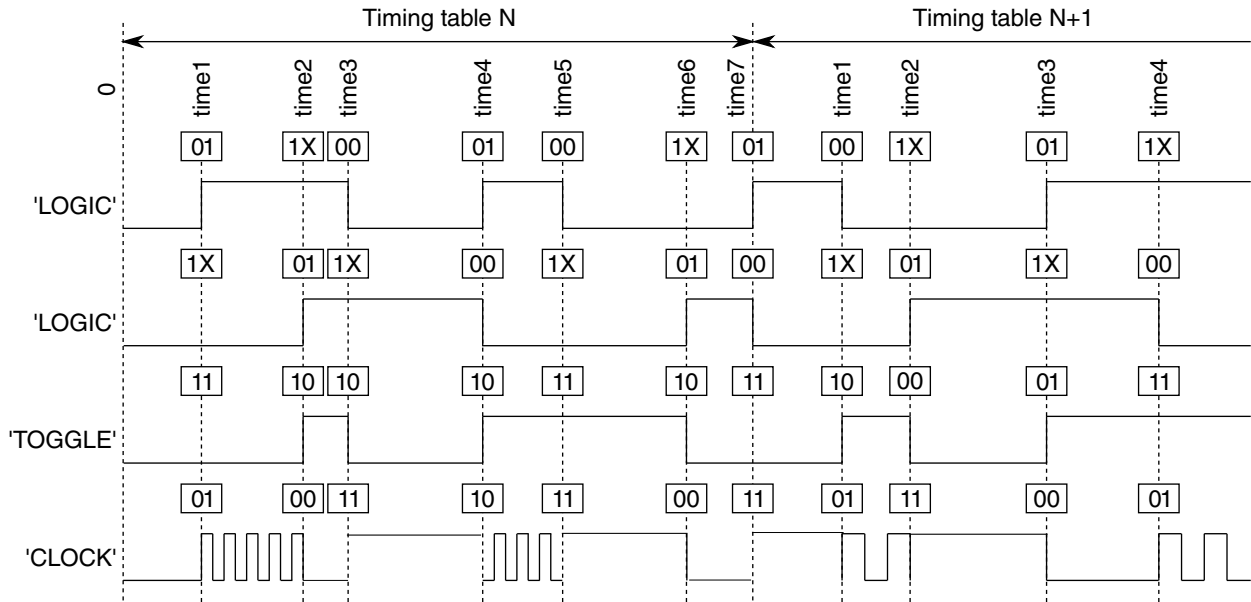 Timing table N Timing table N+1
0 time1 time2 time3 time4 time5 time6 time7 time1 time2 time3 time4
01 1X 00 01 00 1X 01 00 1X 01 1X
'LOGIC'
1X 01 1X 00 1X 01 00 1X 01 1X 00
'LOGIC'
11 10 10 10 11 10 11 10 00 01 11
'TOGGLE'
01 00 11 10 11 00 11 01 11 00 01
'CLOCK'